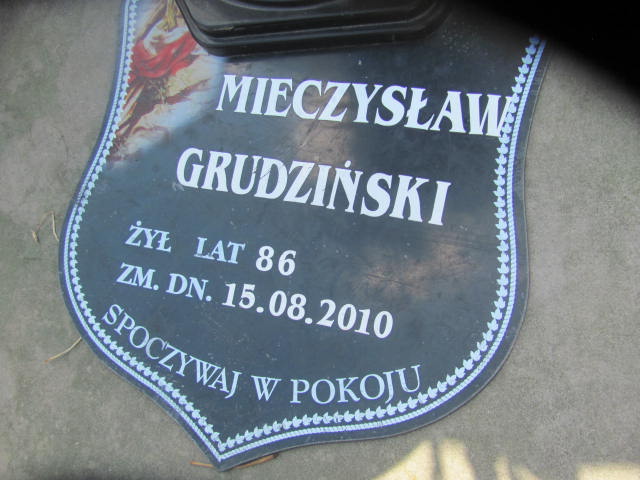 MIECZYSŁAW
GRUDZIŃSKI
ŻYŁ LAT 86
ZM. DN. 15.08.2010
SPOCZYWAJ W POKOJU